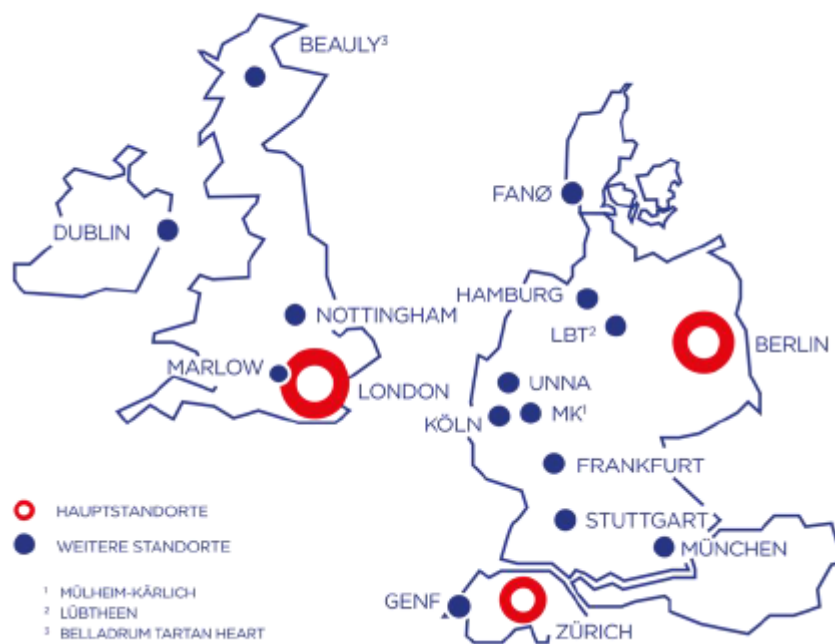 BEAULY³
FANØ
DUBLIN
HAMBURG
NOTTINGHAM
LBT²
BERLIN
MARLOW
LONDON
UNNA
KÖLN
MK¹
FRANKFURT
HAUPTSTANDORTE
STUTTGART
WEITERE STANDORTE
MÜNCHEN
¹ MÜLHEIM-KÄRLICH
² LÜBTHEEN
³ BELLADRUM TARTAN HEART
GENF
ZÜRICH